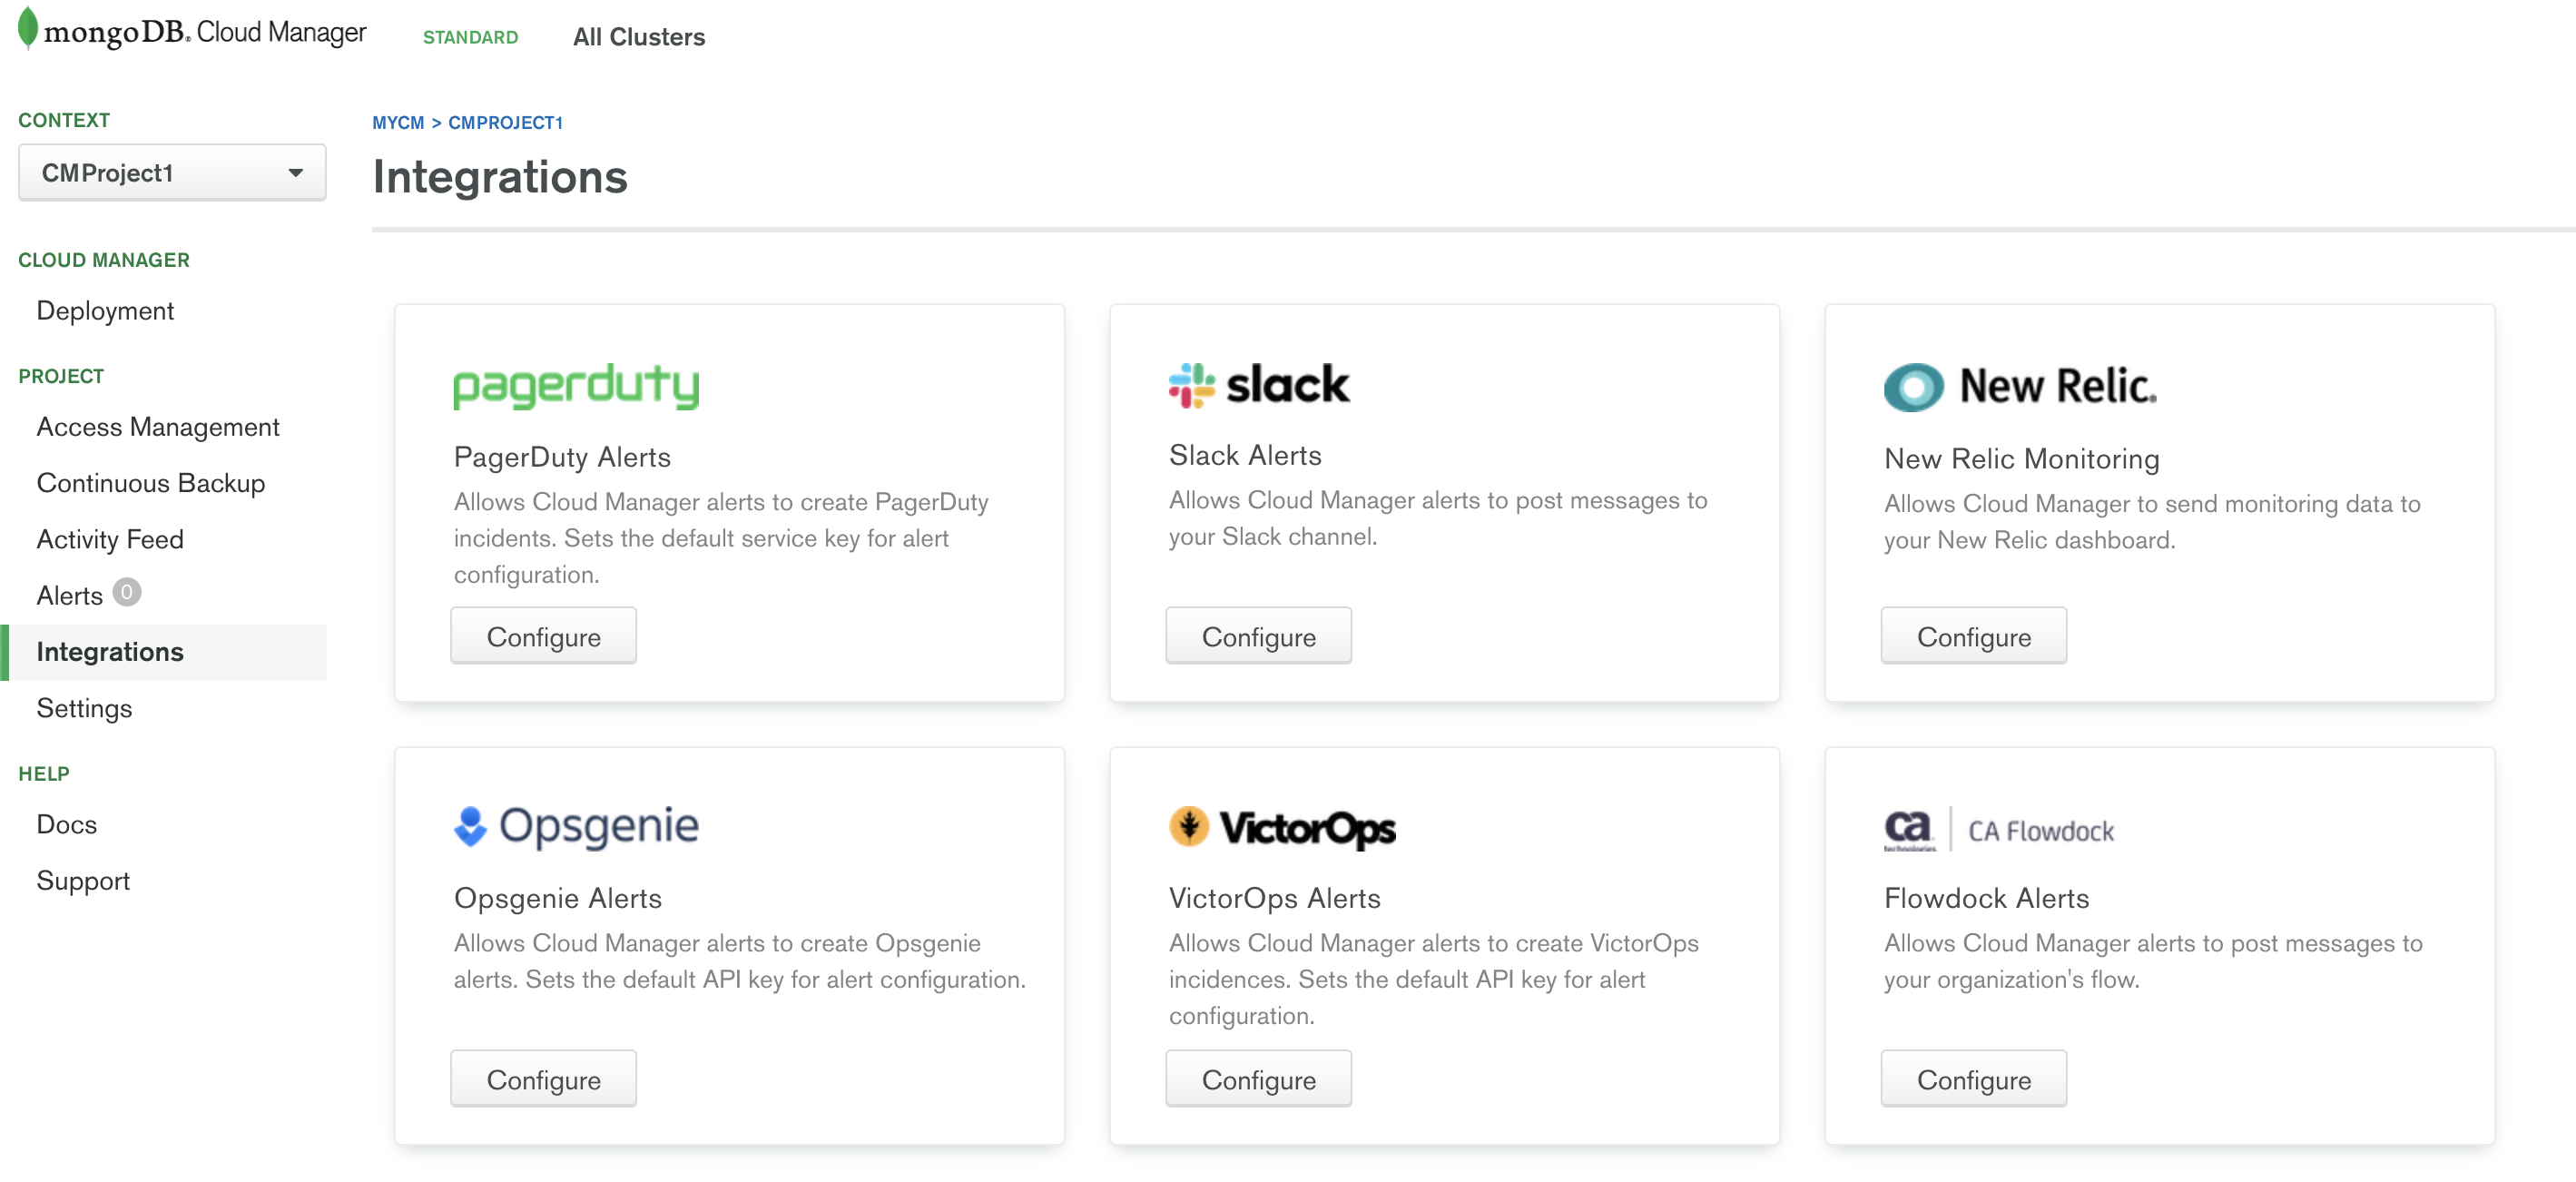 mongoDB. Cloud Manager
STANDARD
All Clusters
CONTEXT
CMProject1
CLOUD MANAGER
Deployment
PROJECT
Access Management
Continuous Backup
Activity Feed
Alerts 0
Integrations
Settings
HELP
Docs
Support
MYCM > CMPROJECT1
Integrations
pagerduty
PagerDuty Alerts
Allows Cloud Manager alerts to create PagerDuty
incidents. Sets the default service key for alert
configuration.
Configure
slack
Slack Alerts
Allows Cloud Manager alerts to post messages to
your Slack channel.
Configure
New Relic.
New Relic Monitoring
Allows Cloud Manager to send monitoring data to
your New Relic dashboard.
Configure
Opsgenie
Opsgenie Alerts
Allows Cloud Manager alerts to create Opsgenie
alerts. Sets the default API key for alert configuration.
Configure
VictorOps
VictorOps Alerts
Allows Cloud Manager alerts to create VictorOps
incidences. Sets the default API key for alert
configuration.
Configure
ca
technologies
CA Flowdock
Flowdock Alerts
Allows Cloud Manager alerts to post messages to
your organization's flow.
Configure